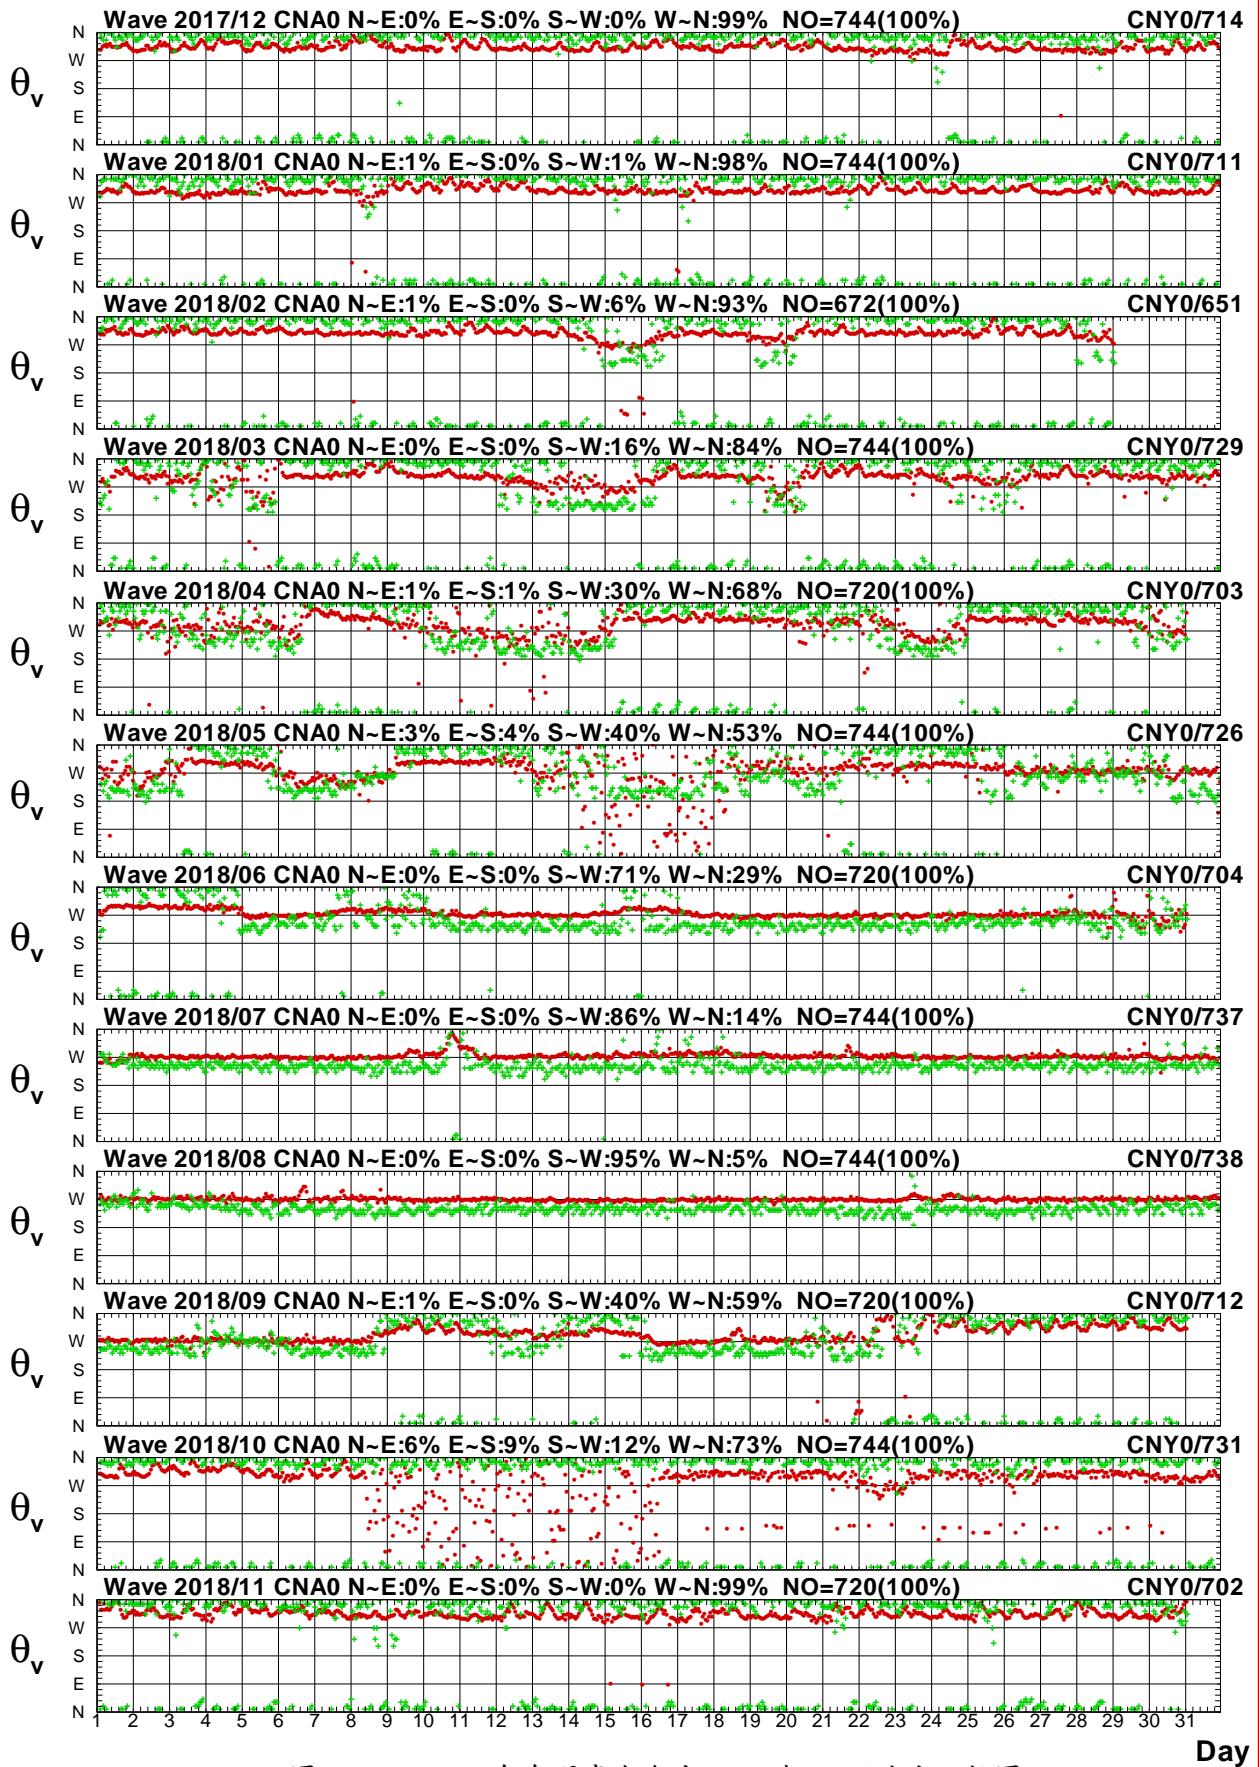 Wave 2017/12 CNA0 N~E:0% E~S:0% S~W:0% W~N:99% NO=744(100%) CNY0/714
N
W
S
E
N
θv
Wave 2018/01 CNA0 N~E:1% E~S:0% S~W:1% W~N:98% NO=744(100%) CNY0/711
N
W
S
E
N
θv
Wave 2018/02 CNA0 N~E:1% E~S:0% S~W:6% W~N:93% NO=672(100%) CNY0/651
N
W
S
E
N
θv
Wave 2018/03 CNA0 N~E:0% E~S:0% S~W:16% W~N:84% NO=744(100%) CNY0/729
N
W
S
E
N
θv
Wave 2018/04 CNA0 N~E:1% E~S:1% S~W:30% W~N:68% NO=720(100%) CNY0/703
N
W
S
E
N
θv
Wave 2018/05 CNA0 N~E:3% E~S:4% S~W:40% W~N:53% NO=744(100%) CNY0/726
N
W
S
E
N
θv
Wave 2018/06 CNA0 N~E:0% E~S:0% S~W:71% W~N:29% NO=720(100%) CNY0/704
N
W
S
E
N
θv
Wave 2018/07 CNA0 N~E:0% E~S:0% S~W:86% W~N:14% NO=744(100%) CNY0/737
N
W
S
E
N
θv
Wave 2018/08 CNA0 N~E:0% E~S:0% S~W:95% W~N:5% NO=744(100%) CNY0/738
N
W
S
E
N
θv
Wave 2018/09 CNA0 N~E:1% E~S:0% S~W:40% W~N:59% NO=720(100%) CNY0/712
N
W
S
E
N
θv
Wave 2018/10 CNA0 N~E:6% E~S:9% S~W:12% W~N:73% NO=744(100%) CNY0/731
N
W
S
E
N
θv
Wave 2018/11 CNA0 N~E:0% E~S:0% S~W:0% W~N:99% NO=720(100%) CNY0/702
N
W
S
E
N
θv
1 2 3 4 5 6 7 8 9 10 11 12 13 14 15 16 17 18 19 20 21 22 23 24 25 26 27 28 29 30 31
Day